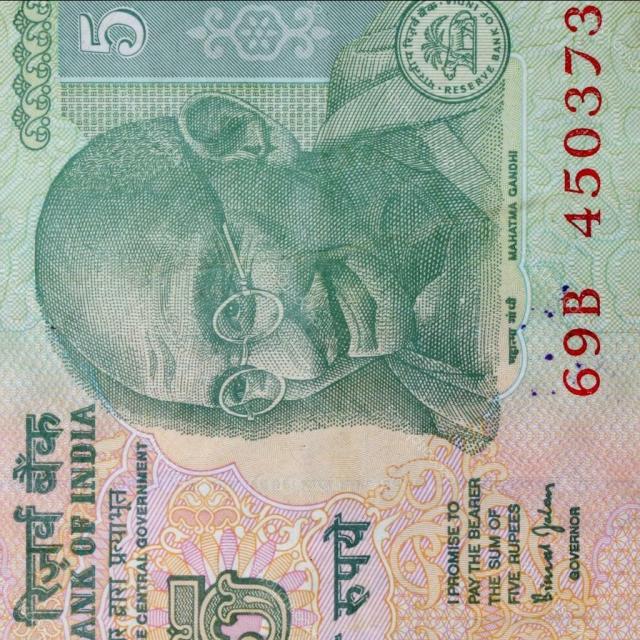 रिज़र्व बैंक
BANK OF INDIA
द्वारा प्रत्याभूत
CENTRAL GOVERNMENT
रुपये
I PROMISE TO
PAY THE BEARER
THE SUM OF
FIVE RUPEES
GOVERNOR
महात्मा गांधी MAHATMA GANDHI
69B 450373
5
RESERVE BANK OF INDIA